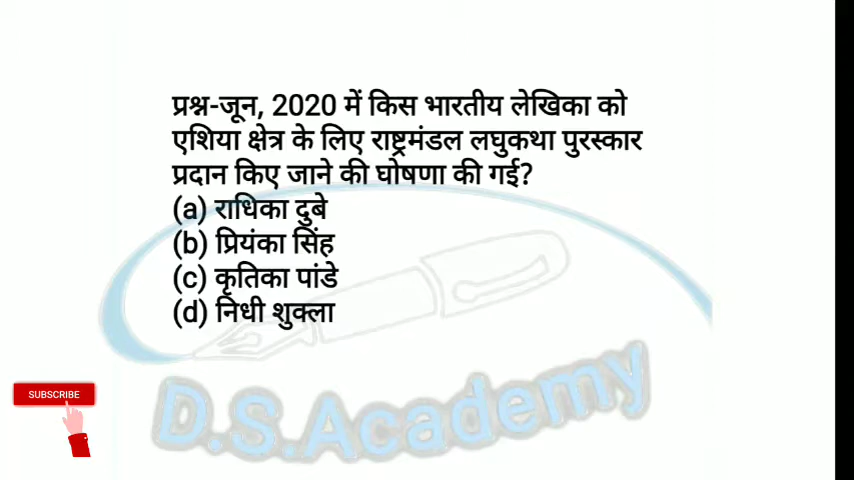 प्रश्न-जून, 2020 में किस भारतीय लेखिका को
एशिया क्षेत्र के लिए राष्ट्रमंडल लघुकथा पुरस्कार
प्रदान किए जाने की घोषणा की गई?
(a) राधिका दुबे
(b) प्रियंका सिंह
(c) कृतिका पांडे
(d) निधी शुक्ला
SUBSCRIBE
D.S.Academy